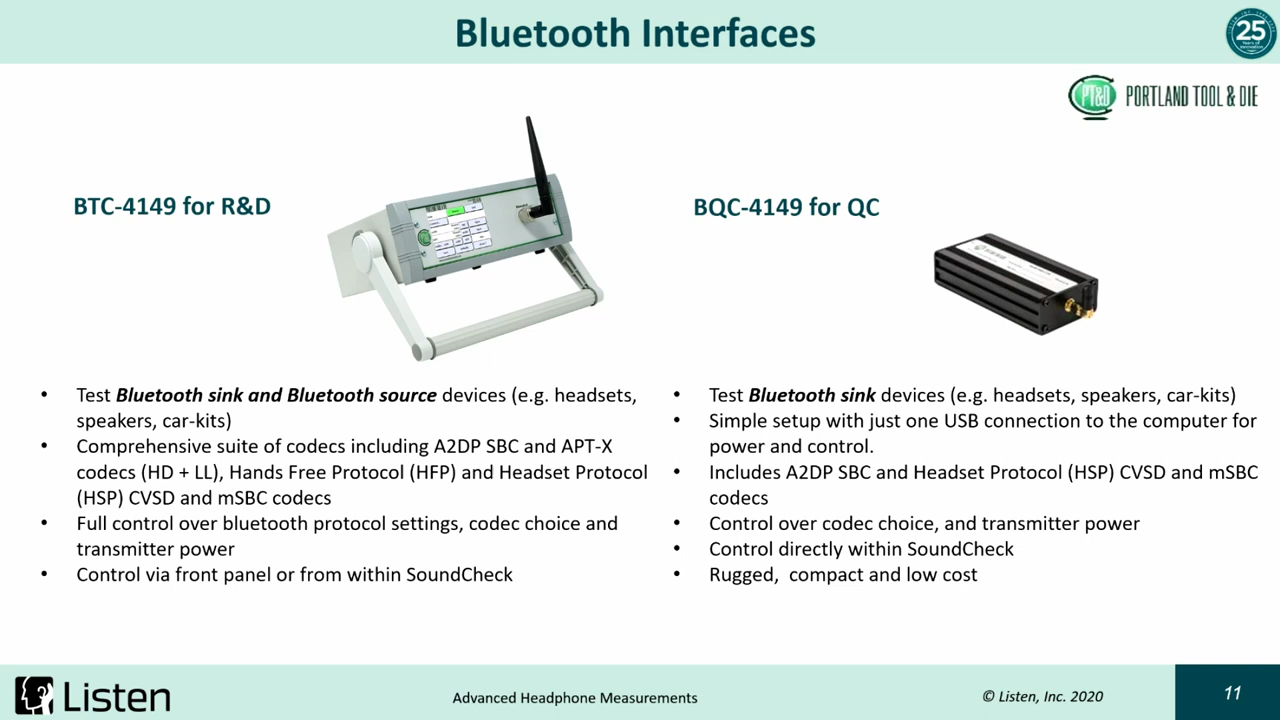 Bluetooth Interfaces
25
Years of
innovation
PT&D PORTLAND TOOL & DIE
BTC-4149 for R&D
BQC-4149 for QC
• Test Bluetooth sink and Bluetooth source devices (e.g. headsets,
speakers, car-kits)
• Comprehensive suite of codecs including A2DP SBC and APT-X
codecs (HD + LL), Hands Free Protocol (HFP) and Headset Protocol
(HSP) CVSD and mSBC codecs
• Full control over bluetooth protocol settings, codec choice and
transmitter power
• Control via front panel or from within SoundCheck
• Test Bluetooth sink devices (e.g. headsets, speakers, car-kits)
• Simple setup with just one USB connection to the computer for
power and control.
• Includes A2DP SBC and Headset Protocol (HSP) CVSD and mSBC
codecs
• Control over codec choice, and transmitter power
• Control directly within SoundCheck
• Rugged,  compact and low cost
Listen
Advanced Headphone Measurements
© Listen, Inc. 2020
11